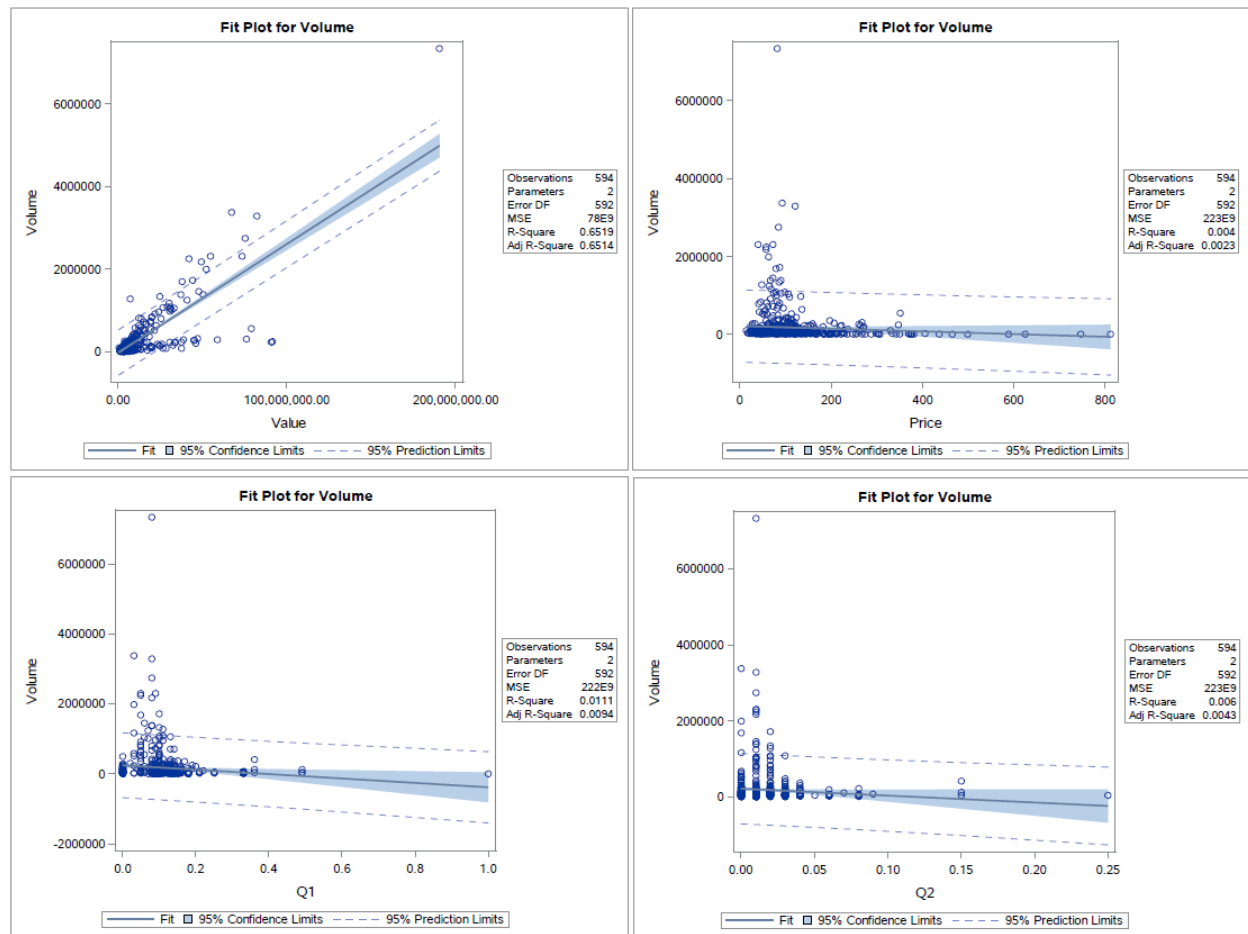 Fit Plot for Volume
6000000
4000000
2000000
0
Volume
0.00
100,000,000.00
200,000,000.00
Value
Observations 594
Parameters 2
Error DF 592
MSE 78E9
R-Square 0.6519
Adj R-Square 0.6514
Fit 95% Confidence Limits 95% Prediction Limits
Fit Plot for Volume
6000000
4000000
2000000
0
Volume
0 200 400 600 800
Price
Observations 594
Parameters 2
Error DF 592
MSE 223E9
R-Square 0.004
Adj R-Square 0.0023
Fit 95% Confidence Limits 95% Prediction Limits
Fit Plot for Volume
6000000
4000000
2000000
0
-2000000
Volume
0.0 0.2 0.4 0.6 0.8 1.0
Q1
Observations 594
Parameters 2
Error DF 592
MSE 222E9
R-Square 0.0111
Adj R-Square 0.0094
Fit 95% Confidence Limits 95% Prediction Limits
Fit Plot for Volume
6000000
4000000
2000000
0
Volume
0.00 0.05 0.10 0.15 0.20 0.25
Q2
Observations 594
Parameters 2
Error DF 592
MSE 223E9
R-Square 0.006
Adj R-Square 0.0043
Fit 95% Confidence Limits 95% Prediction Limits